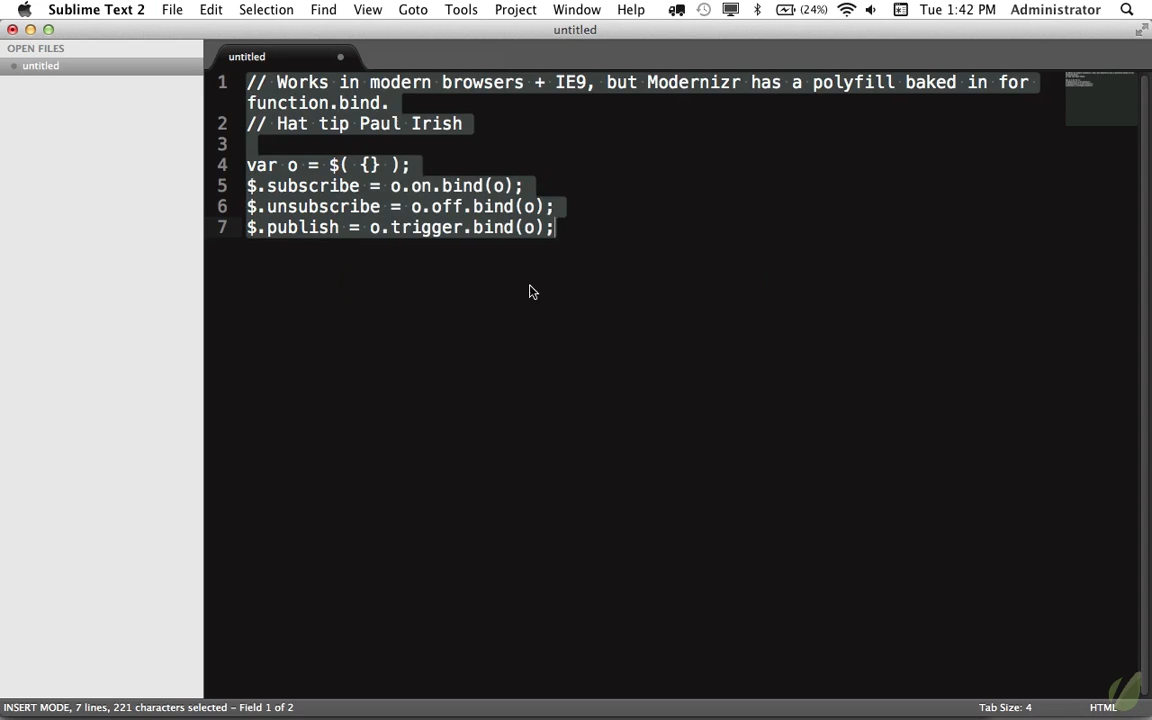 Sublime Text 2 File Edit Selection Find View Goto Tools Project Window Help (24%) Tue 1:42 PM Administrator
untitled
OPEN FILES
untitled
untitled
1 // Works in modern browsers + IE9, but Modernizr has a polyfill baked in for
function.bind.
2 // Hat tip Paul Irish
3
4 var o = $( {} );
5 $.subscribe = o.on.bind(o);
6 $.unsubscribe = o.off.bind(o);
7 $.publish = o.trigger.bind(o);
INSERT MODE, 7 lines, 221 characters selected – Field 1 of 2 Tab Size: 4 HTML